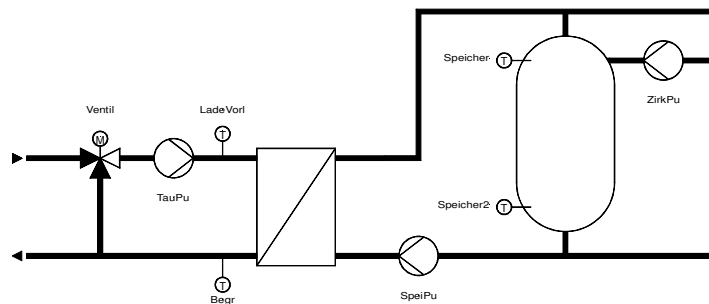 Speicher
T
ZirkPu
Ventil
LadeVorl
M
T
TauPu
Speicher2
T
T
Begr
SpeiPu